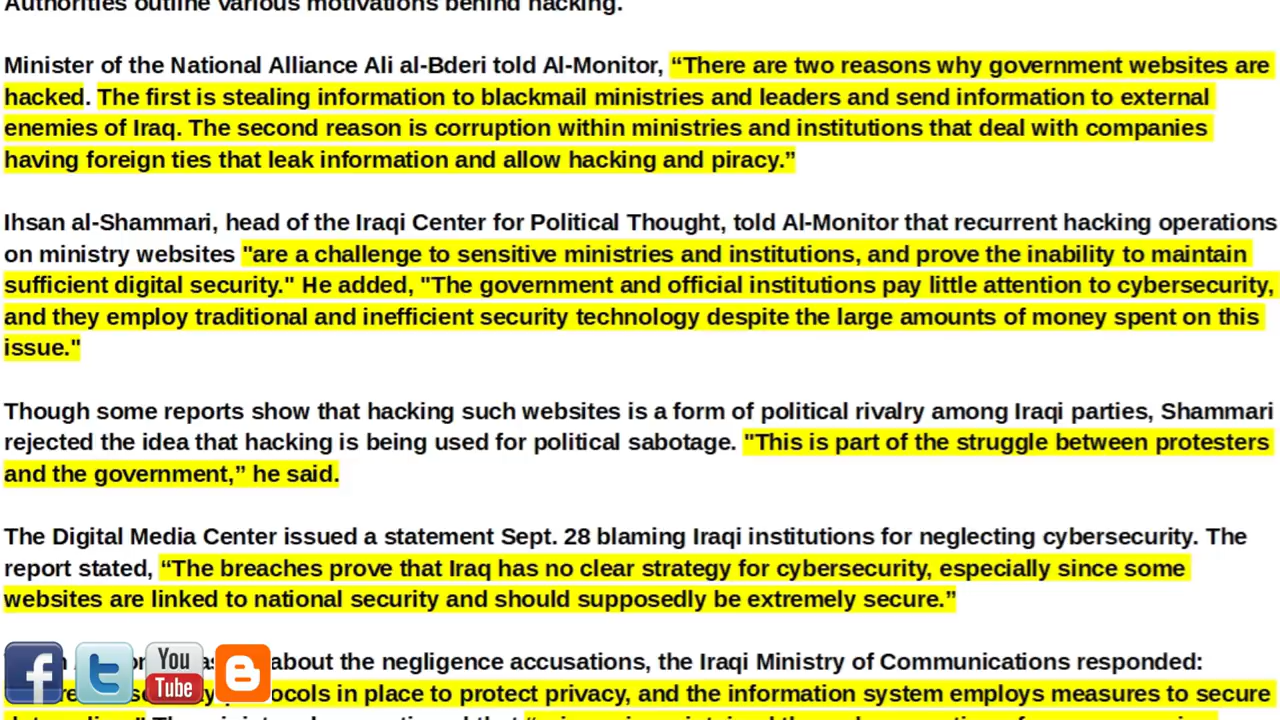 Authorities outline various motivations behind hacking.
Minister of the National Alliance Ali al-Bderi told Al-Monitor, “There are two reasons why government websites are
hacked. The first is stealing information to blackmail ministries and leaders and send information to external
enemies of Iraq. The second reason is corruption within ministries and institutions that deal with companies
having foreign ties that leak information and allow hacking and piracy.”
Ihsan al-Shammari, head of the Iraqi Center for Political Thought, told Al-Monitor that recurrent hacking operations
on ministry websites "are a challenge to sensitive ministries and institutions, and prove the inability to maintain
sufficient digital security." He added, "The government and official institutions pay little attention to cybersecurity,
and they employ traditional and inefficient security technology despite the large amounts of money spent on this
issue."
Though some reports show that hacking such websites is a form of political rivalry among Iraqi parties, Shammari
rejected the idea that hacking is being used for political sabotage. "This is part of the struggle between protesters
and the government,” he said.
The Digital Media Center issued a statement Sept. 28 blaming Iraqi institutions for neglecting cybersecurity. The
report stated, “The breaches prove that Iraq has no clear strategy for cybersecurity, especially since some
websites are linked to national security and should supposedly be extremely secure.”
about the negligence accusations, the Iraqi Ministry of Communications responded:
in place to protect privacy, and the information system employs measures to secure
You
Tube